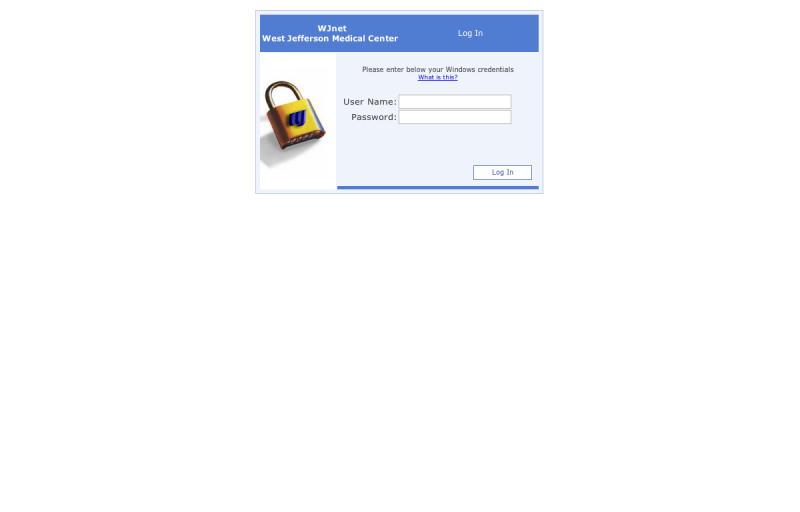 WJnet
West Jefferson Medical Center
Log In
Please enter below your Windows credentials
What is this?
User Name:
Password:
Log In